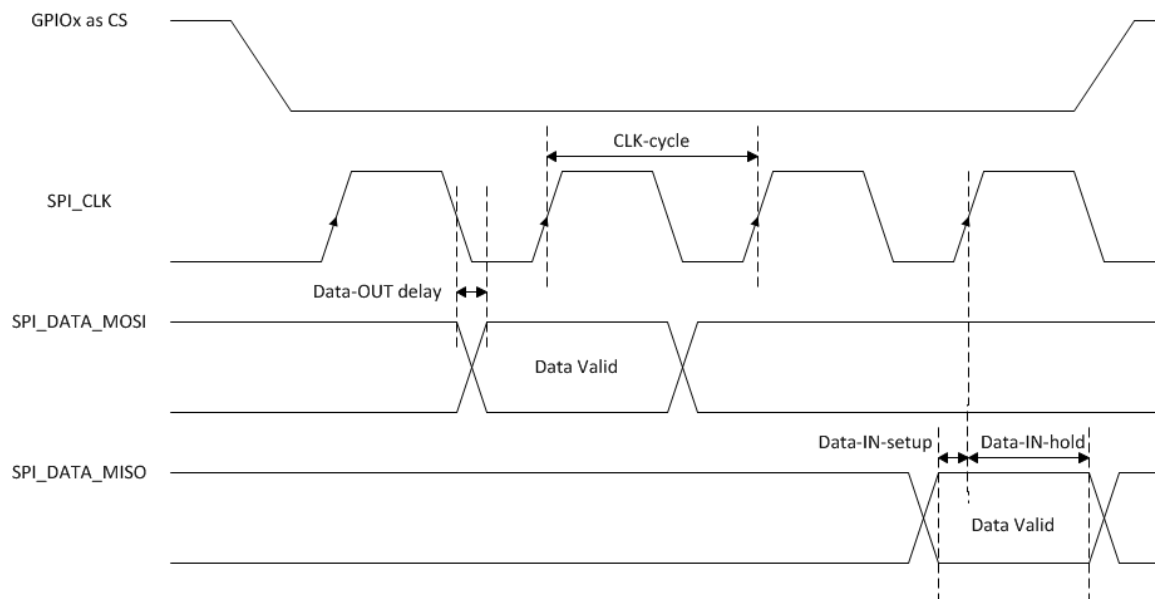 GPIOx as CS
CLK-cycle
SPI_CLK
Data-OUT delay
SPI_DATA_MOSI
Data Valid
Data-IN-setup
Data-IN-hold
SPI_DATA_MISO
Data Valid